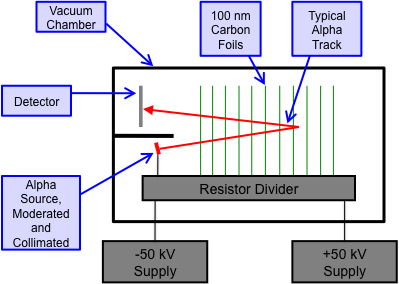 Vacuum
Chamber
100 nm
Carbon
Foils
Typical
Alpha
Track
Detector
Alpha
Source,
Moderated
and
Collimated
Resistor Divider
-50 kV
Supply
+50 kV
Supply